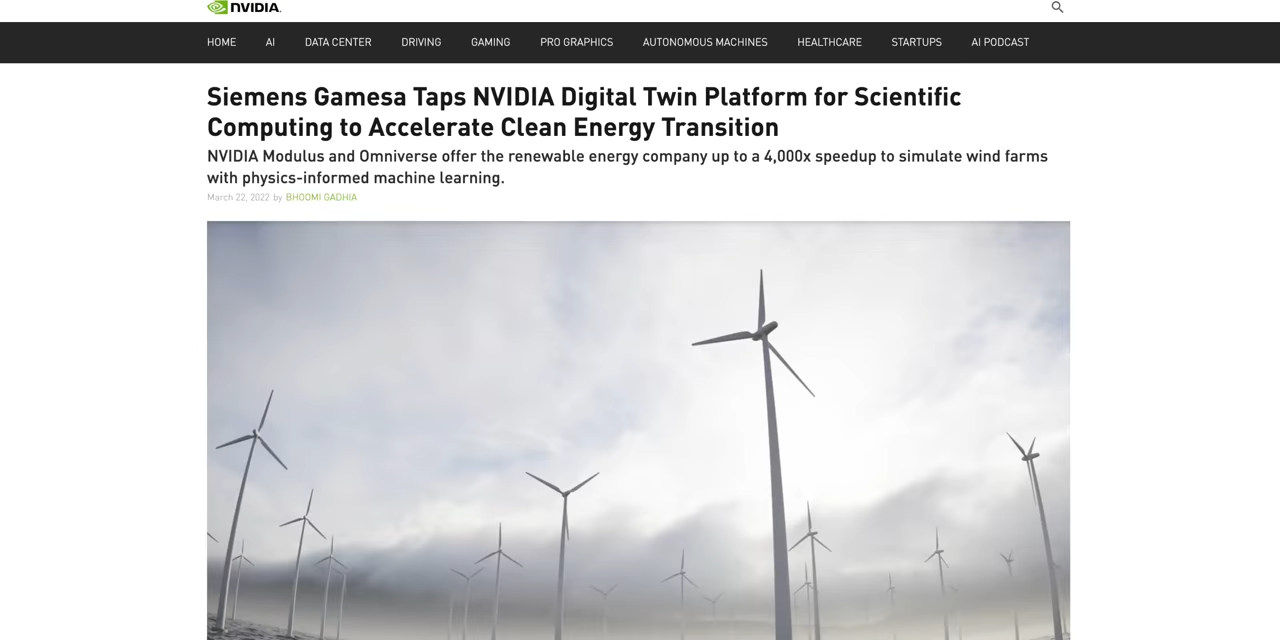 NVIDIA.
HOME AI DATA CENTER DRIVING GAMING PRO GRAPHICS AUTONOMOUS MACHINES HEALTHCARE STARTUPS AI PODCAST
Siemens Gamesa Taps NVIDIA Digital Twin Platform for Scientific
Computing to Accelerate Clean Energy Transition
NVIDIA Modulus and Omniverse offer the renewable energy company up to a 4,000x speedup to simulate wind farms
with physics-informed machine learning.
March 22, 2022 by BHOOMI GADHIA